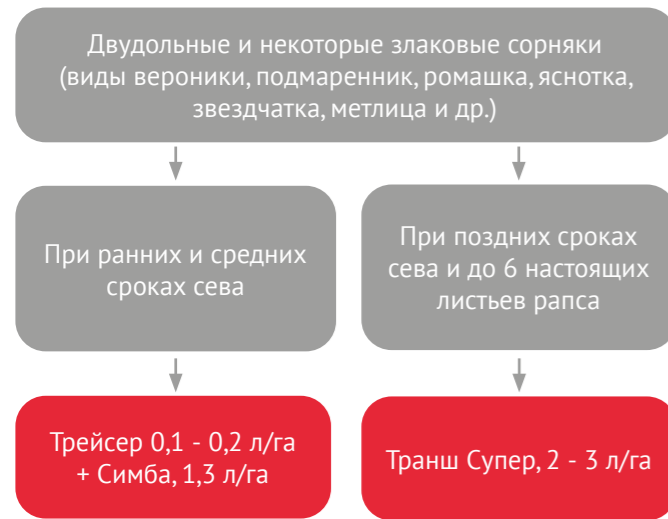 Двудольные и некоторые злаковые сорняки
(виды вероники, подмаренник, ромашка, яснотка,
звездчатка, метлица и др.)
При ранних и средних
сроках сева
При поздних сроках
сева и до 6 настоящих
листьев рапса
Трейсер 0,1 - 0,2 л/га
+ Симба, 1,3 л/га
Транш Супер, 2 - 3 л/га